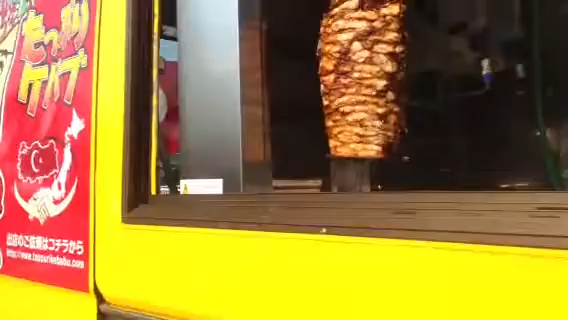 たっぷり
ケバブ
出店のご依頼はコチラから